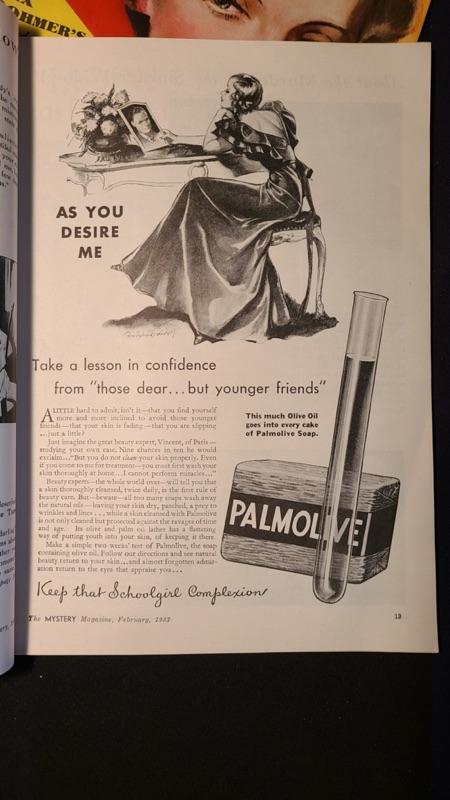 OHMER'S
AS YOU
DESIRE
ME
Take a lesson in confidence
from "those dear...but younger friends"
A LITTLE hard to admit, isn't it—that you find yourself
more and more inclined to avoid those younger
friends—that your skin is fading—that you are slipping
...just a little?
Just imagine the great beauty expert, Vincent, of Paris—
studying your own case. Nine chances in ten he would
exclaim..."But you do not clean your skin properly. Even
if you come to me for treatment—you must first wash your
skin thoroughly at home...I cannot perform miracles..."
Beauty experts—the whole world over—will tell you that
a skin thoroughly cleansed, twice daily, is the first rule of
beauty care. But—beware—all too many soaps wash away
the natural oils—leaving your skin dry, parched, a prey to
wrinkles and lines...while a skin cleaned with Palmolive
is not only cleaned but protected against the ravages of time
and age. Its olive and palm oil lather has a flattering
way of putting youth into your skin, of keeping it there.
Make a simple two weeks' test of Palmolive, the soap
containing olive oil. Follow our directions and see natural
beauty return to your skin...and almost forgotten admir-
ation return to the eyes that appraise you...
This much Olive Oil
goes into every cake
of Palmolive Soap.
PALMOLIVE
Keep that Schoolgirl Complexion
The MYSTERY Magazine, February, 1932
13